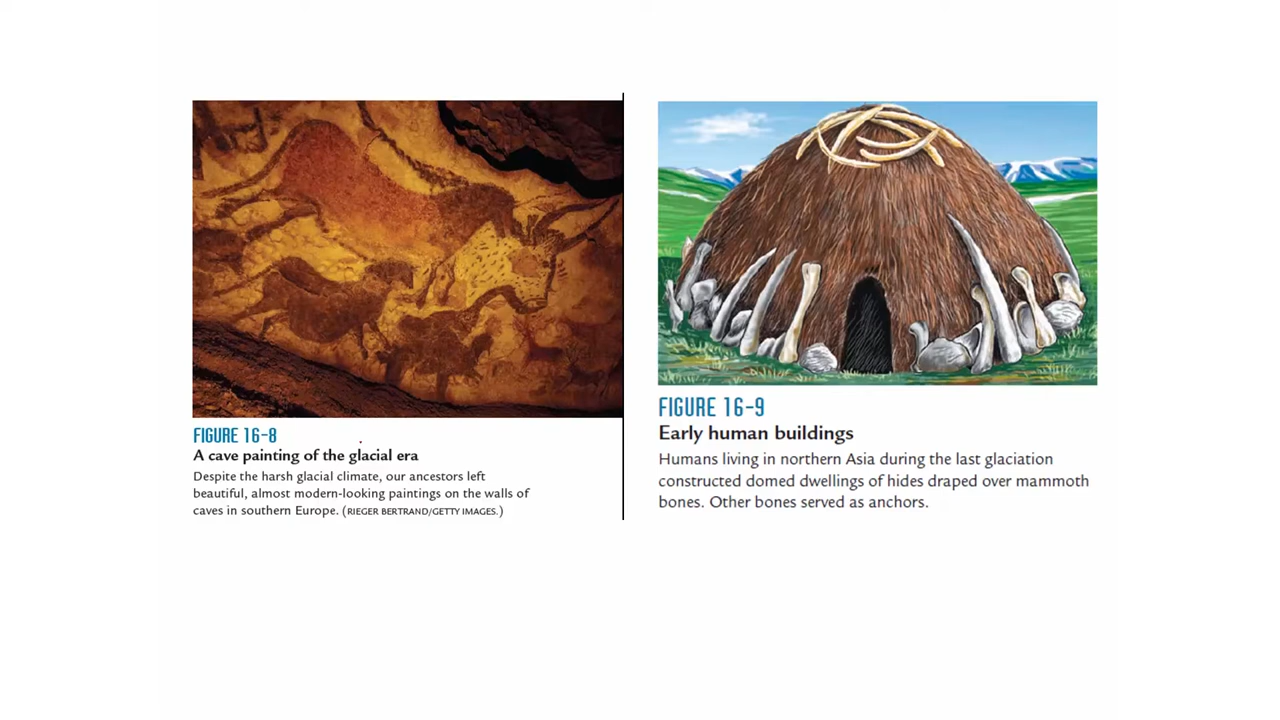 FIGURE 16-8
A cave painting of the glacial era
Despite the harsh glacial climate, our ancestors left
beautiful, almost modern-looking paintings on the walls of
caves in southern Europe. (RIEGER BERTRAND/GETTY IMAGES.)
FIGURE 16-9
Early human buildings
Humans living in northern Asia during the last glaciation
constructed domed dwellings of hides draped over mammoth
bones. Other bones served as anchors.